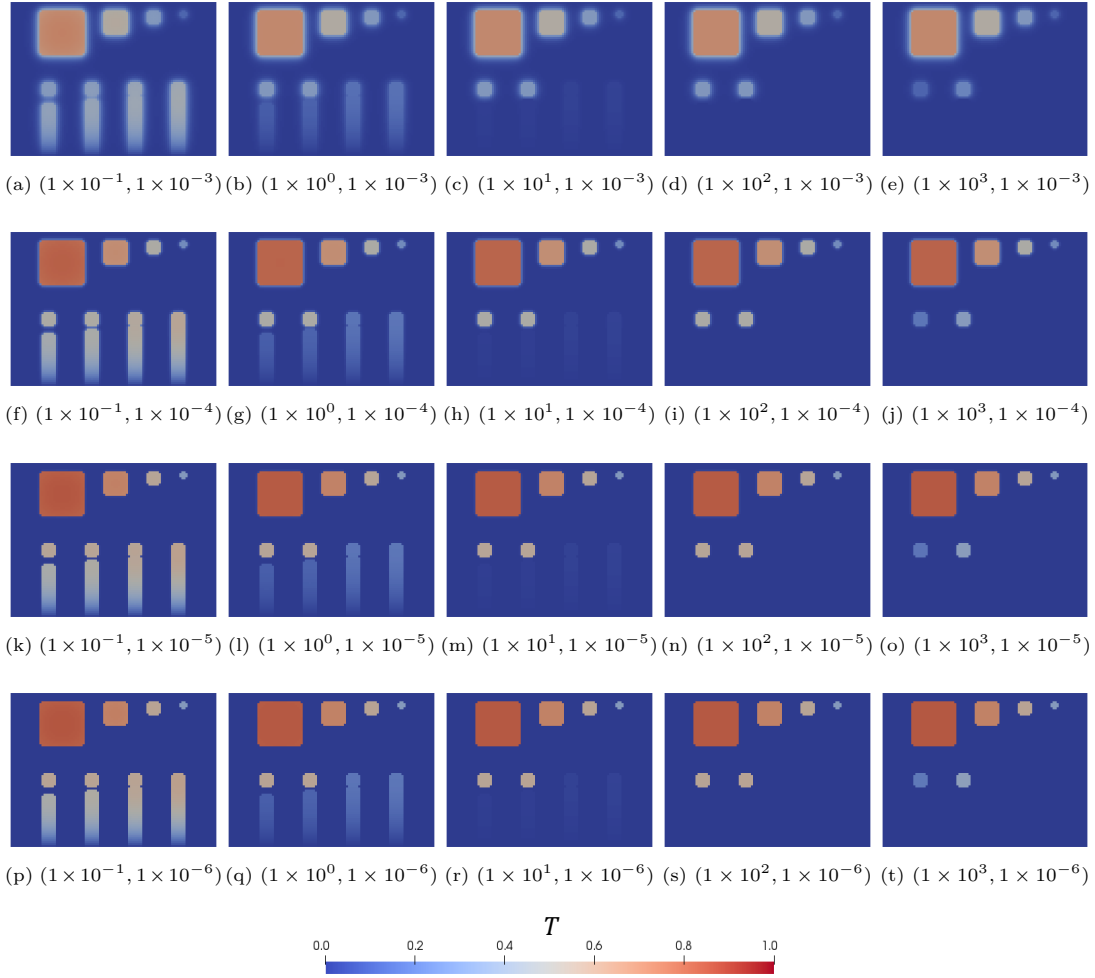 (a) (1 × 10⁻¹, 1 × 10⁻³) (b) (1 × 10⁰, 1 × 10⁻³) (c) (1 × 10¹, 1 × 10⁻³) (d) (1 × 10², 1 × 10⁻³) (e) (1 × 10³, 1 × 10⁻³)
(f) (1 × 10⁻¹, 1 × 10⁻⁴) (g) (1 × 10⁰, 1 × 10⁻⁴) (h) (1 × 10¹, 1 × 10⁻⁴) (i) (1 × 10², 1 × 10⁻⁴) (j) (1 × 10³, 1 × 10⁻⁴)
(k) (1 × 10⁻¹, 1 × 10⁻⁵) (l) (1 × 10⁰, 1 × 10⁻⁵) (m) (1 × 10¹, 1 × 10⁻⁵) (n) (1 × 10², 1 × 10⁻⁵) (o) (1 × 10³, 1 × 10⁻⁵)
(p) (1 × 10⁻¹, 1 × 10⁻⁶) (q) (1 × 10⁰, 1 × 10⁻⁶) (r) (1 × 10¹, 1 × 10⁻⁶) (s) (1 × 10², 1 × 10⁻⁶) (t) (1 × 10³, 1 × 10⁻⁶)
T
0.0 0.2 0.4 0.6 0.8 1.0